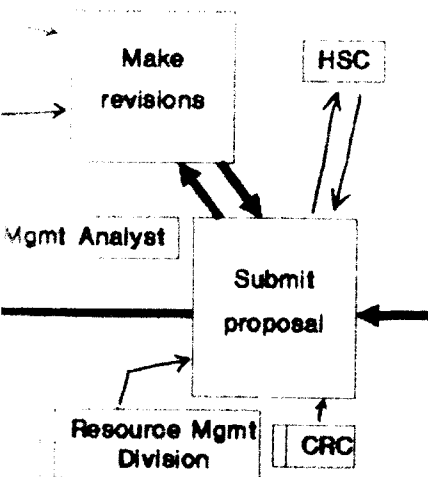 Make
revisions
HSC
Mgmt Analyst
Submit
proposal
Resource Mgmt
Division
CRC